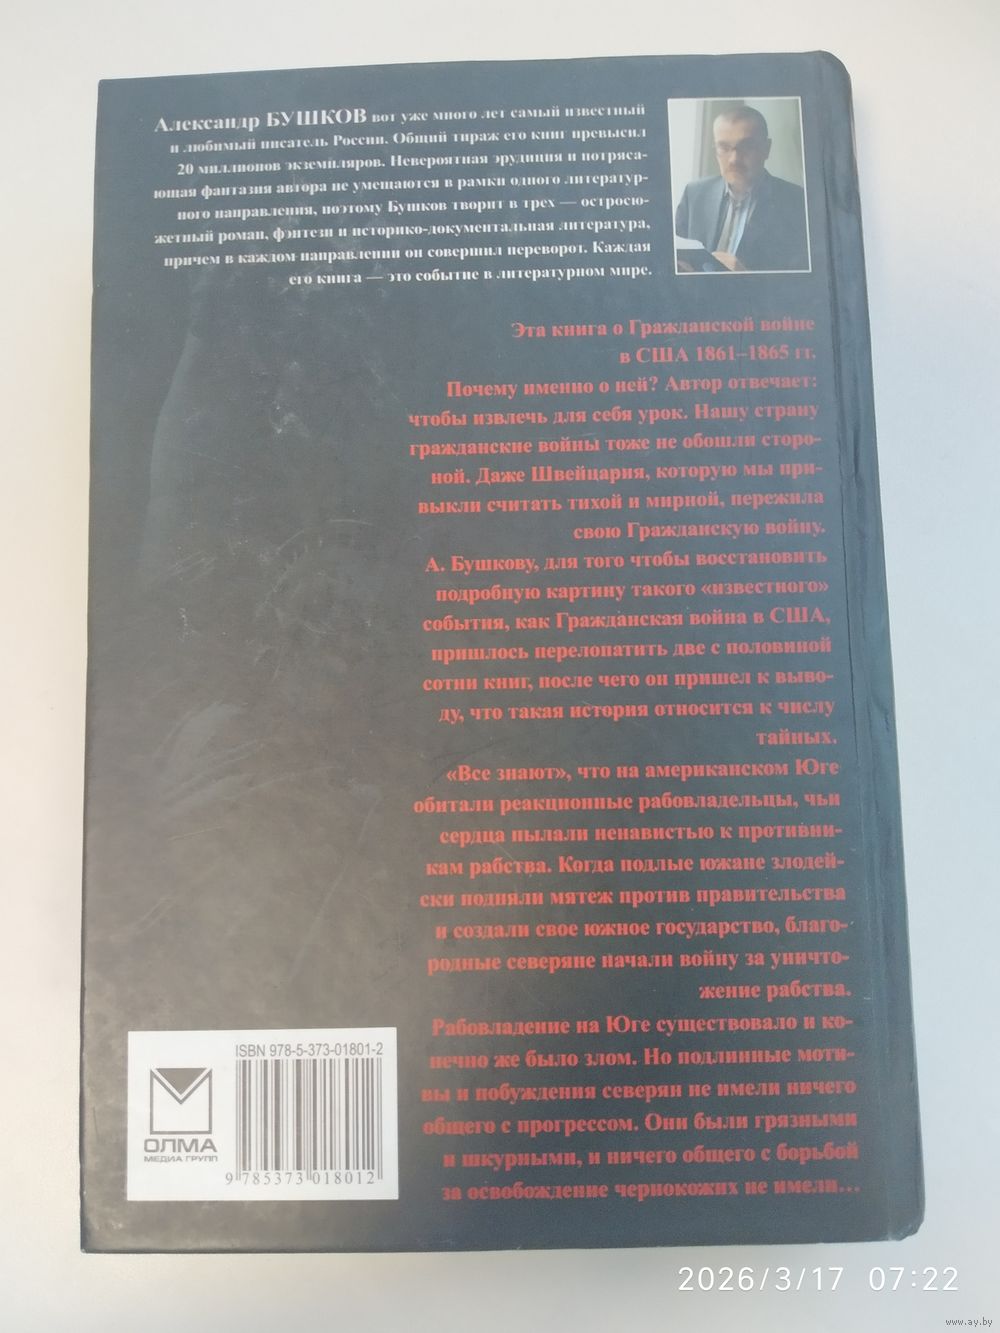 Александр БУШКОВ вот уже много лет самый известный
и любимый писатель России. Общий тираж его книг превысил
20 миллионов экземпляров. Невероятная эрудиция и потряса-
ющая фантазия автора не умещаются в рамки одного литератур-
ного направления, поэтому Бушков творит в трех — остросю-
жетный роман, фэнтези и историко-документальная литература,
причем в каждом направлении он совершил переворот. Каждая
его книга — это событие в литературном мире.
Эта книга о Гражданской войне
в США 1861–1865 гг.
Почему именно о ней? Автор отвечает:
чтобы извлечь для себя урок. Нашу страну
гражданские войны тоже не обошли сторо-
ной. Даже Швейцария, которую мы при-
выкли считать тихой и мирной, пережила
свою Гражданскую войну.
А. Бушкову, для того чтобы восстановить
подробную картину такого «известного»
события, как Гражданская война в США,
пришлось перелопатить две с половиной
сотни книг, после чего он пришел к выво-
ду, что такая история относится к числу
тайных.
«Все знают», что на американском Юге
обитали реакционные рабовладельцы, чьи
сердца пылали ненавистью к противни-
кам рабства. Когда подлые южане злодей-
ски подняли мятеж против правительства
и создали свое южное государство, благо-
родные северяне начали войну за уничто-
жение рабства.
Рабовладение на Юге существовало и ко-
нечно же было злом. Но подлинные моти-
вы и побуждения северян не имели ничего
общего с прогрессом. Они были грязными
и шкурными, и ничего общего с борьбой
за освобождение чернокожих не имели...
ISBN 978-5-373-01801-2
ОЛМА
МЕДИА ГРУПП
9 785373 018012
2026/3/17 07:22
www.ay.by